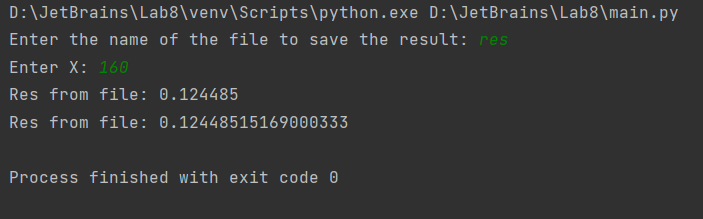 D:\JetBrains\Lab8\venv\Scripts\python.exe D:\JetBrains\Lab8\main.py
Enter the name of the file to save the result: res
Enter X: 160
Res from file: 0.124485
Res from file: 0.12448515169000333
Process finished with exit code 0